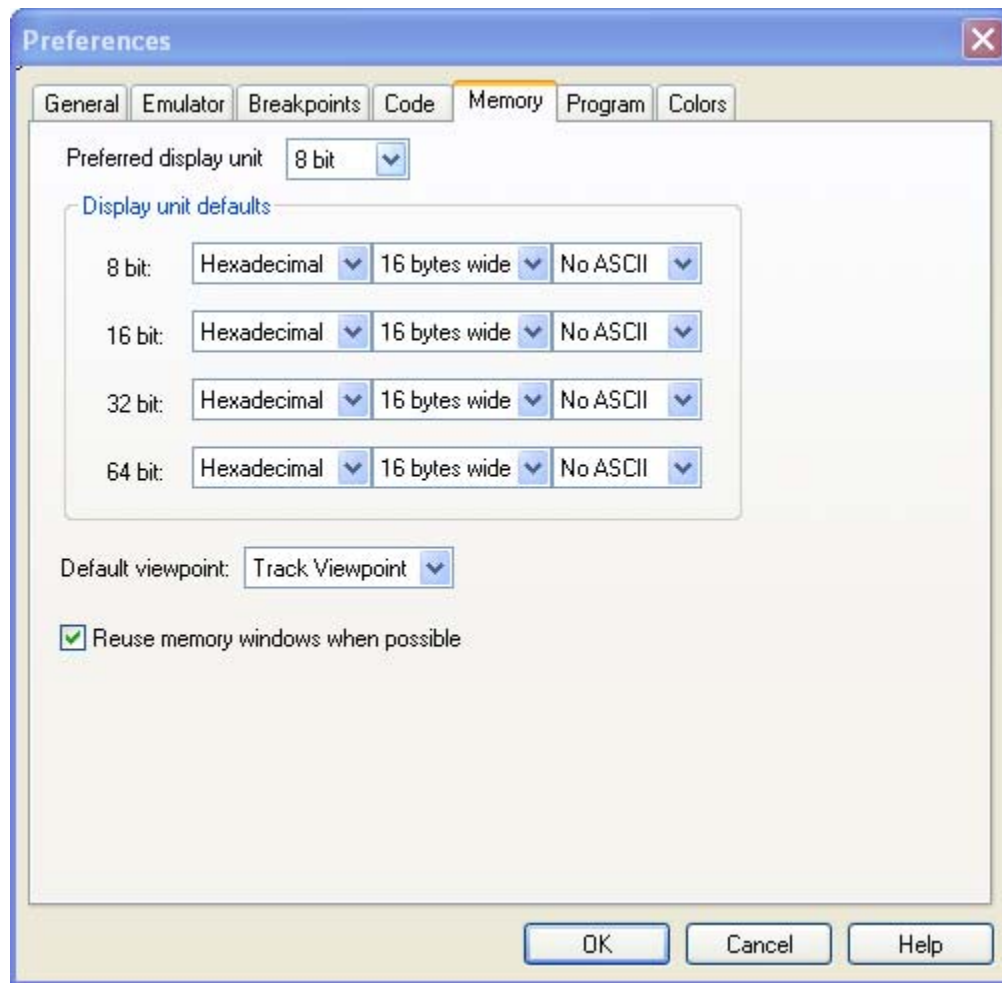 Preferences
General Emulator Breakpoints Code Memory Program Colors
Preferred display unit 8 bit
Display unit defaults
8 bit: Hexadecimal 16 bytes wide No ASCII
16 bit: Hexadecimal 16 bytes wide No ASCII
32 bit: Hexadecimal 16 bytes wide No ASCII
64 bit: Hexadecimal 16 bytes wide No ASCII
Default viewpoint: Track Viewpoint
Reuse memory windows when possible
OK Cancel Help